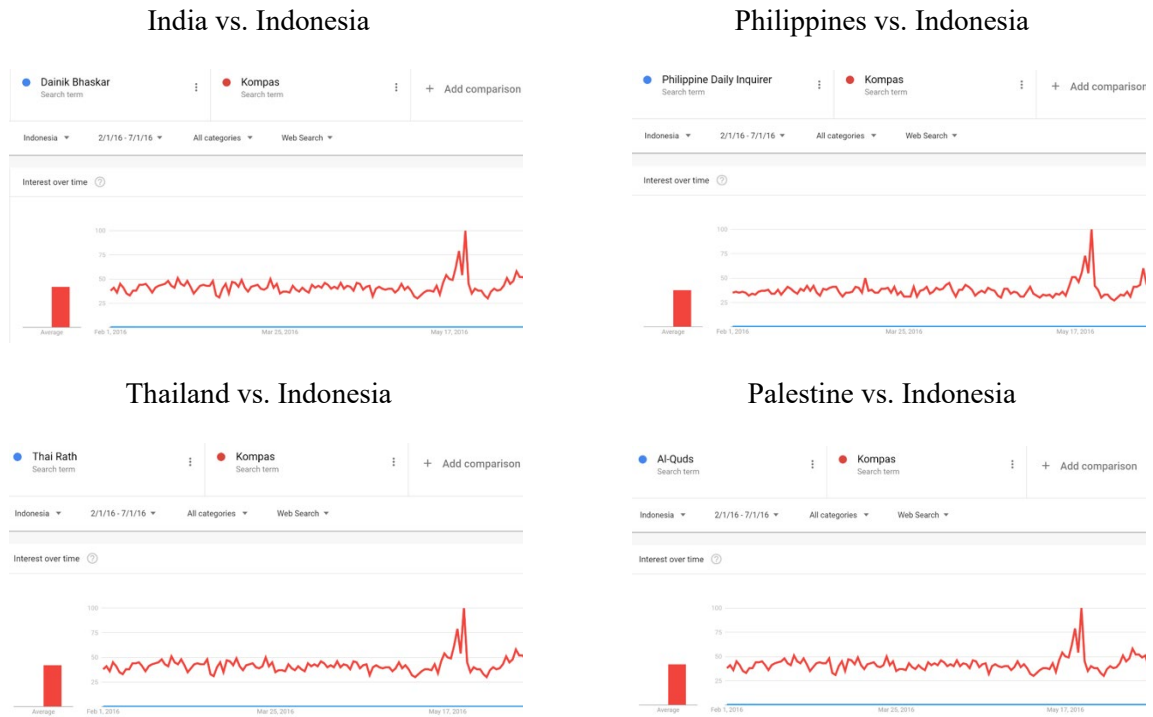 India vs. Indonesia
Dainik Bhaskar
Search term
Kompas
Search term
+ Add comparison
Indonesia
2/1/16 - 7/1/16
All categories
Web Search
Interest over time
?
100
75
50
25
Average
Feb 1, 2016
Mar 25, 2016
May 17, 2016
Philippines vs. Indonesia
Philippine Daily Inquirer
Search term
Kompas
Search term
+ Add comparison
Indonesia
2/1/16 - 7/1/16
All categories
Web Search
Interest over time
?
100
75
50
25
Average
Feb 1, 2016
Mar 25, 2016
May 17, 2016
Thailand vs. Indonesia
Thai Rath
Search term
Kompas
Search term
+ Add comparison
Indonesia
2/1/16 - 7/1/16
All categories
Web Search
Interest over time
?
100
75
50
25
Average
Feb 1, 2016
Mar 25, 2016
May 17, 2016
Palestine vs. Indonesia
Al-Quds
Search term
Kompas
Search term
+ Add comparison
Indonesia
2/1/16 - 7/1/16
All categories
Web Search
Interest over time
?
100
75
50
25
Average
Feb 1, 2016
Mar 25, 2016
May 17, 2016